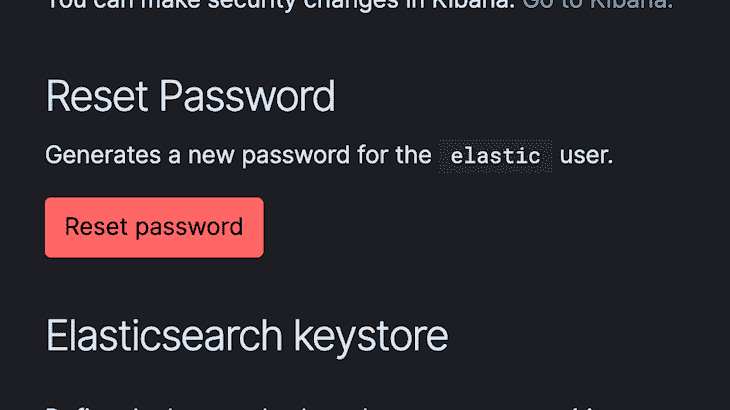 You can make security changes in Kibana. Go to Kibana.
Reset Password
Generates a new password for the elastic user.
Reset password
Elasticsearch keystore